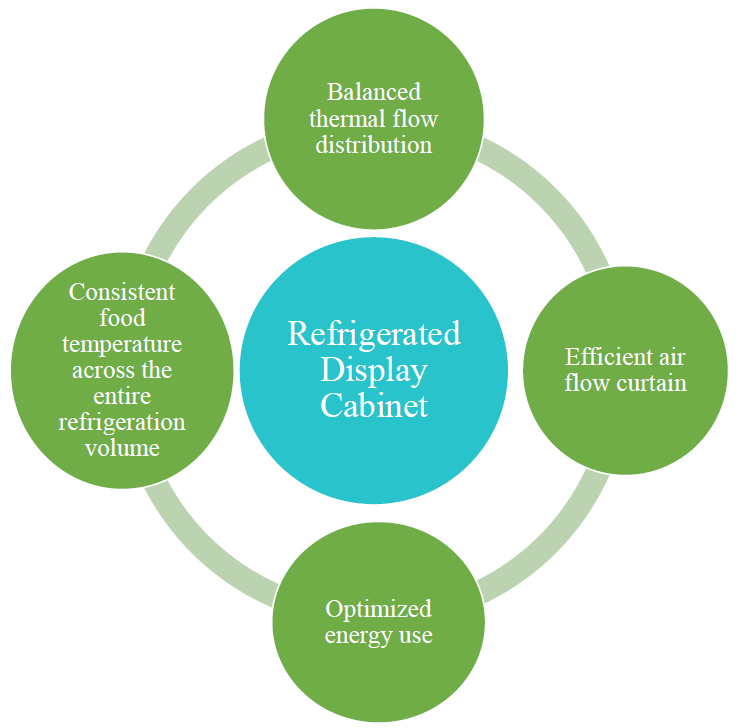 Balanced
thermal flow
distribution
Consistent
food
temperature
across the
entire
refrigeration
volume
Refrigerated
Display
Cabinet
Efficient air
flow curtain
Optimized
energy use